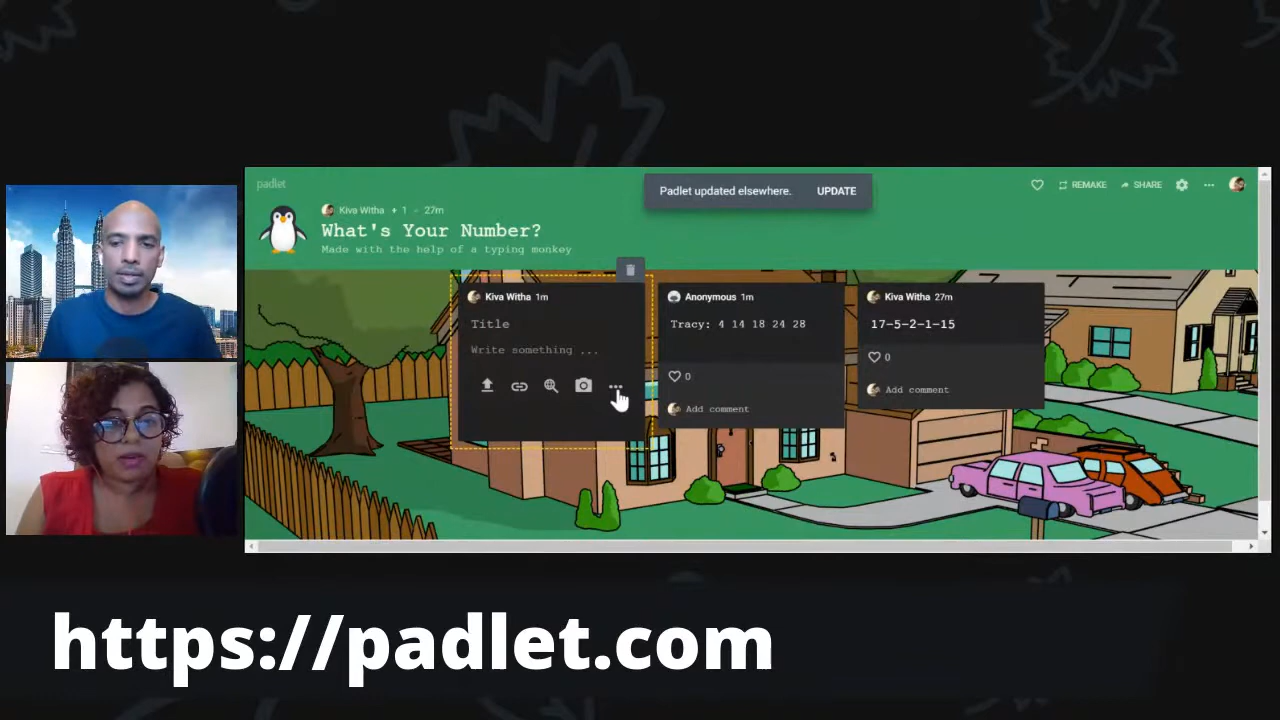 padlet
Padlet updated elsewhere. UPDATE
REMAKE SHARE
Kiva Witha + 1 • 27m
What's Your Number?
Made with the help of a typing monkey
Kiva Witha 1m
Title
Write something ...
Anonymous 1m
Tracy: 4 14 18 24 28
0
Add comment
Kiva Witha 27m
17-5-2-1-15
0
Add comment
https://padlet.com